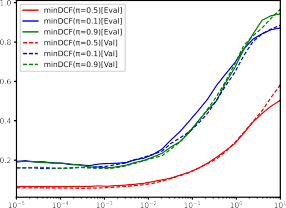 minDCF(π=0.5)[Eval]
minDCF(π=0.1)[Eval]
minDCF(π=0.9)[Eval]
minDCF(π=0.5)[Val]
minDCF(π=0.1)[Val]
minDCF(π=0.9)[Val]
1.0
0.8
0.6
0.4
0.2
10⁻⁵ 10⁻⁴ 10⁻³ 10⁻² 10⁻¹ 10⁰ 10¹